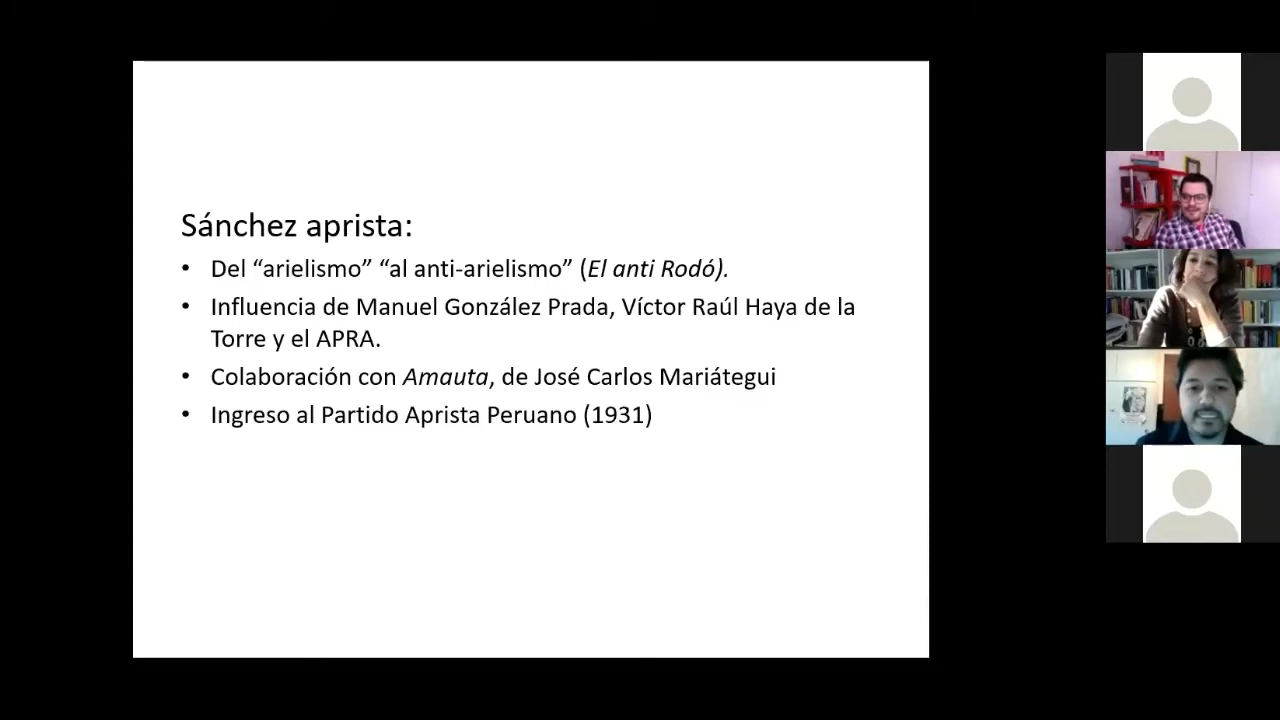 Sánchez aprista:
• Del “arielismo” “al anti-arielismo” (El anti Rodó).
• Influencia de Manuel González Prada, Víctor Raúl Haya de la
Torre y el APRA.
• Colaboración con Amauta, de José Carlos Mariátegui
• Ingreso al Partido Aprista Peruano (1931)